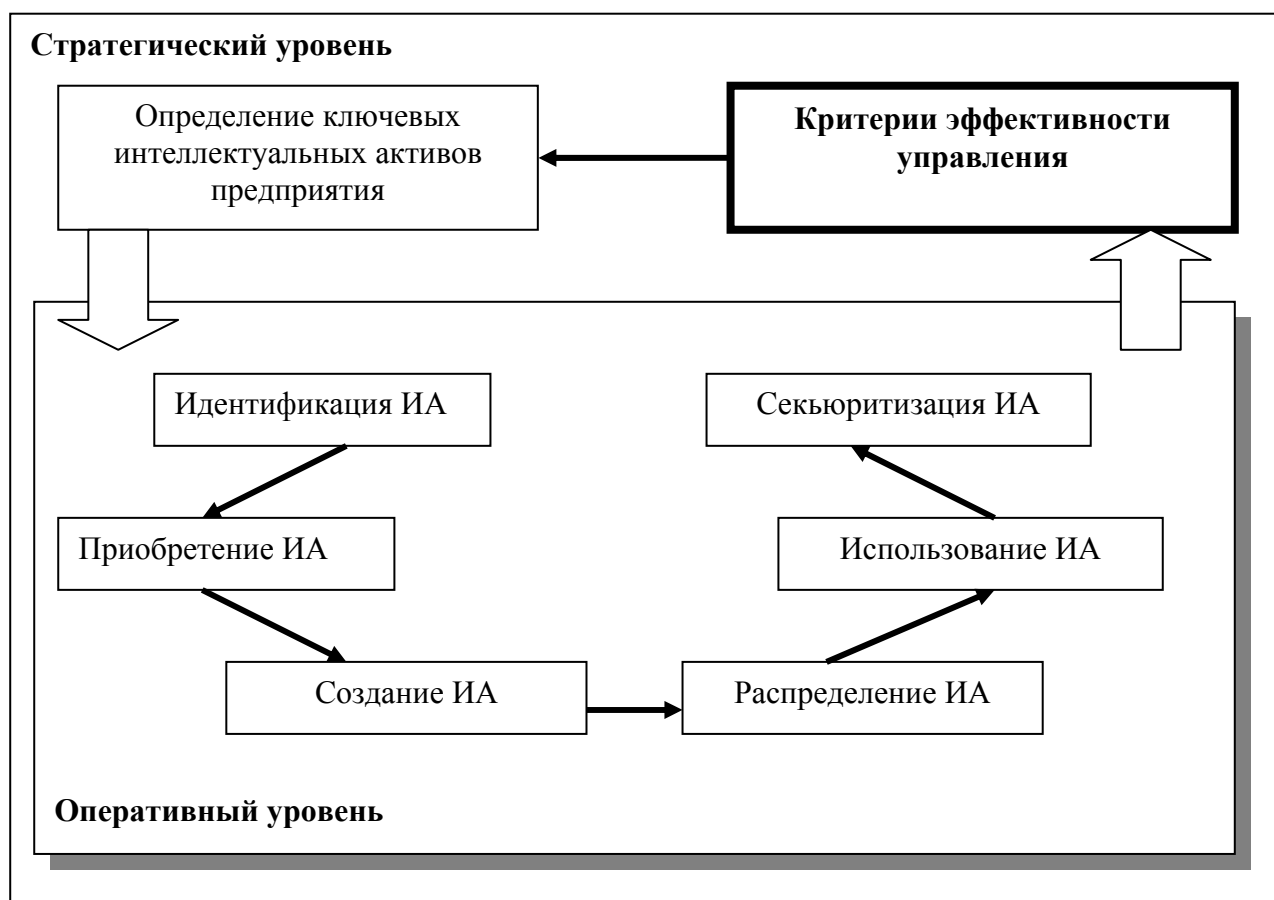 Стратегический уровень
Определение ключевых
интеллектуальных активов
предприятия
Критерии эффективности
управления
Идентификация ИА
Секьюритизация ИА
Приобретение ИА
Использование ИА
Создание ИА
Распределение ИА
Оперативный уровень